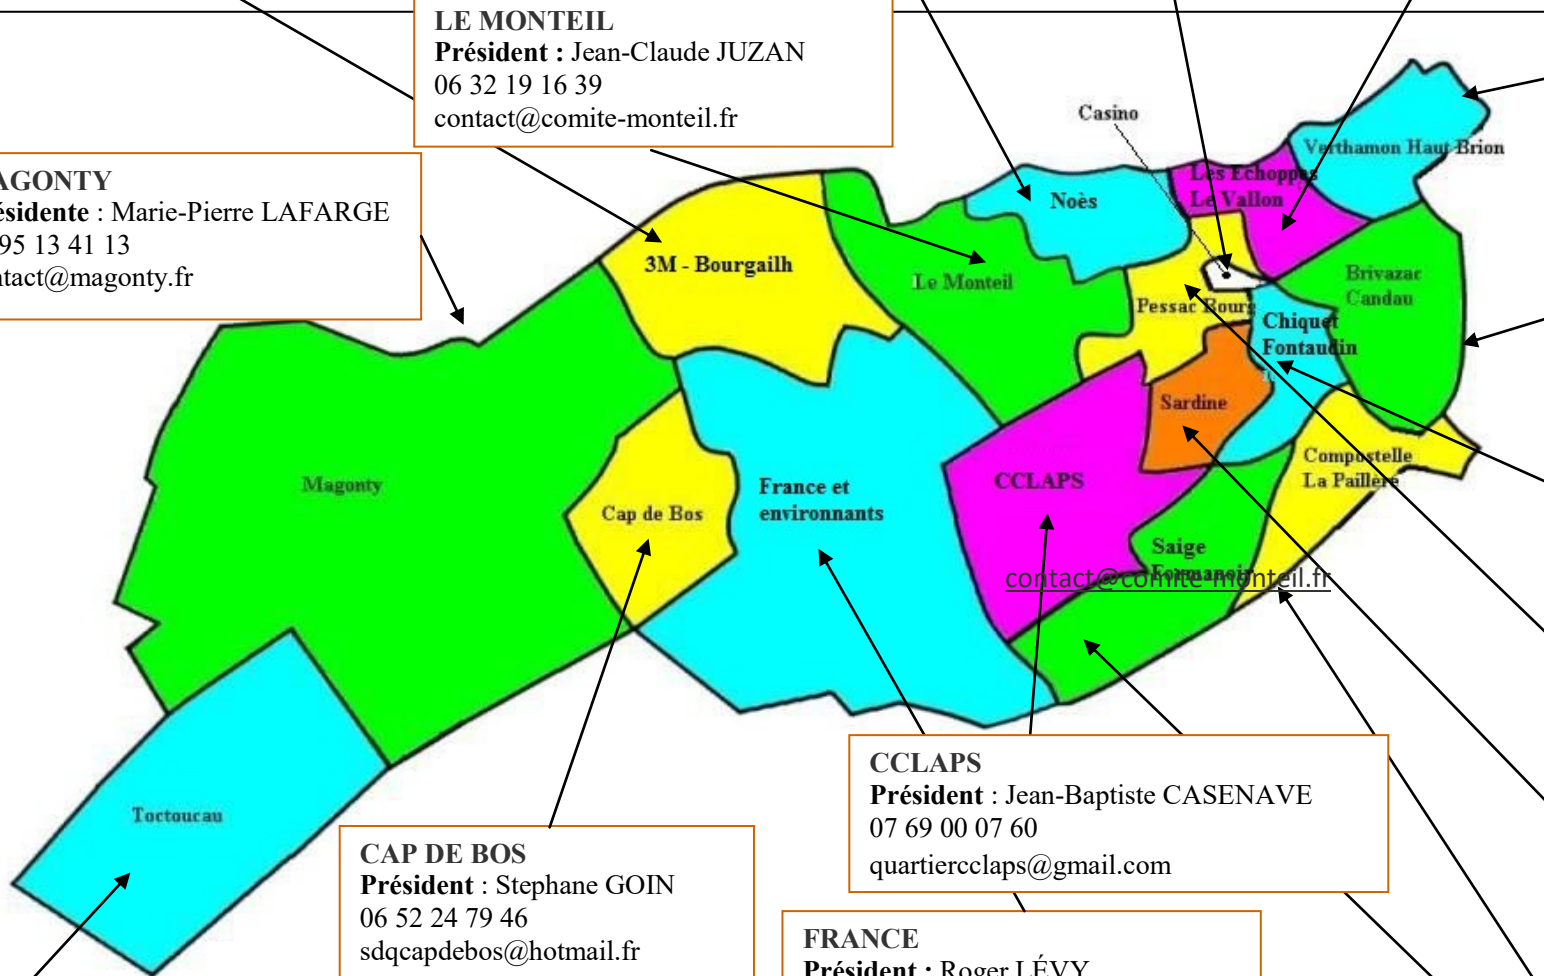 LE MONTEIL
Président : Jean-Claude JUZAN
06 32 19 16 39
contact@comite-monteil.fr
AGONTY
ésidente : Marie-Pierre LAFARGE
95 13 41 13
ntact@magonty.fr
Casino
Verthamon Haut Brion
Les Echoppes
Le Vallon
Noès
3M - Bourgailh
Le Monteil
Brivazac
Candau
Pessac Bourg
Chiquet
Fontaudin
Sardine
Magonty
Cap de Bos
France et
environnants
CCLAPS
Compostelle
La Paillère
Saige
Formanoir
contact@comite-monteil.fr
Toctoucau
CCLAPS
Président : Jean-Baptiste CASENAVE
07 69 00 07 60
quartiercclaps@gmail.com
CAP DE BOS
Président : Stephane GOIN
06 52 24 79 46
sdqcapdebos@hotmail.fr
FRANCE
Président : Roger LÉVY